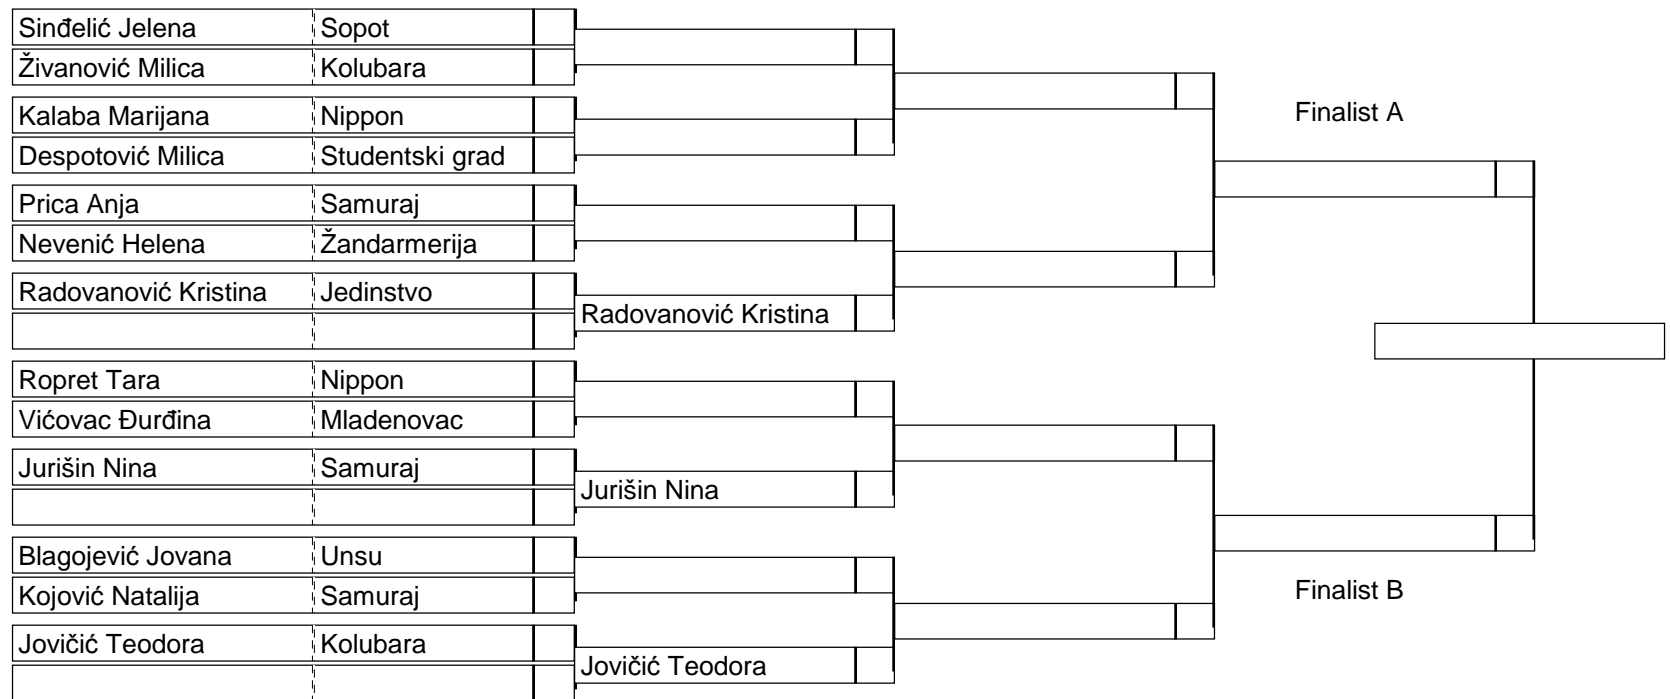 Sinđelić Jelena Sopot
Živanović Milica Kolubara
Kalaba Marijana Nippon
Despotović Milica Studentski grad
Prica Anja Samuraj
Nevenić Helena Žandarmerija
Radovanović Kristina Jedinstvo
Radovanović Kristina
Ropret Tara Nippon
Vićovac Đurđina Mladenovac
Jurišin Nina Samuraj
Jurišin Nina
Blagojević Jovana Unsu
Kojović Natalija Samuraj
Jovičić Teodora Kolubara
Jovičić Teodora
Finalist A
Finalist B